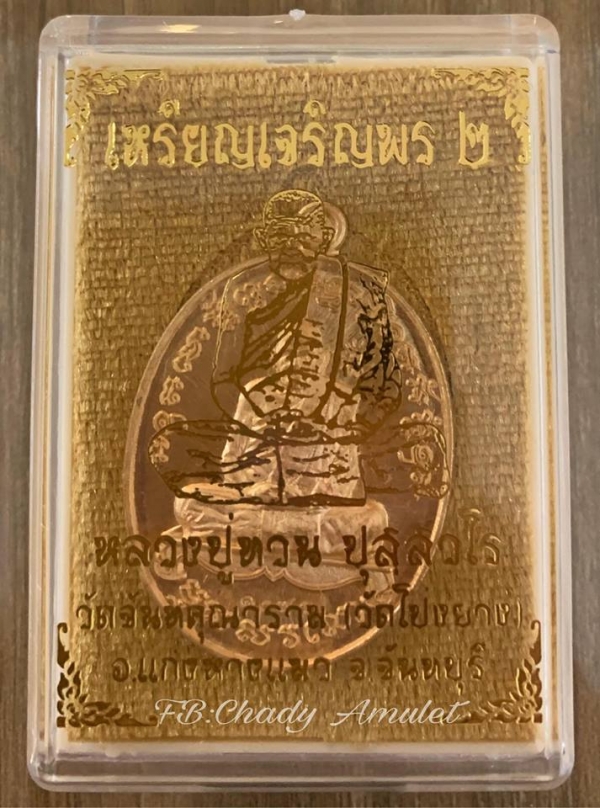 เหรียญเจริญพร ๒
หลวงปู่ทวน ปุสฺสวโร
วัดจันทคุณาราม (วัดโป่งยาง)
อ.แก่งหางแมว จ.จันทบุรี
FB:Chady Amulet